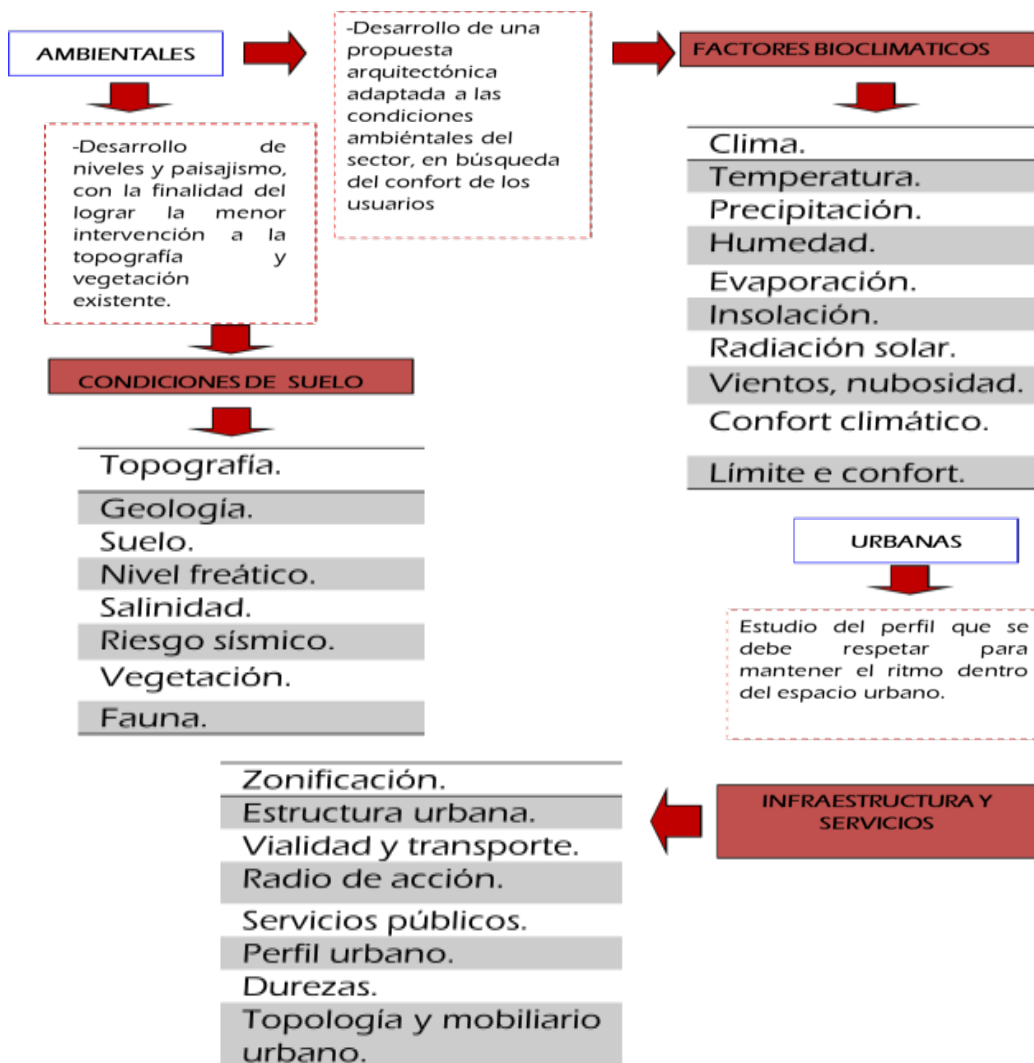 AMBIENTALES
-Desarrollo de una
propuesta
arquitectónica
adaptada a las
condiciones
ambiéntales del
sector, en búsqueda
del confort de los
usuarios
FACTORES BIOCLIMATICOS
-Desarrollo de
niveles y paisajismo,
con la finalidad del
lograr la menor
intervención a la
topografía y
vegetación
existente.
Clima.
Temperatura.
Precipitación.
Humedad.
Evaporación.
Insolación.
Radiación solar.
Vientos, nubosidad.
Confort climático.
Límite e confort.
CONDICIONES DE SUELO
Topografía.
Geología.
Suelo.
Nivel freático.
Salinidad.
Riesgo sísmico.
Vegetación.
Fauna.
URBANAS
Estudio del perfil que se
debe respetar para
mantener el ritmo dentro
del espacio urbano.
INFRAESTRUCTURA Y
SERVICIOS
Zonificación.
Estructura urbana.
Vialidad y transporte.
Radio de acción.
Servicios públicos.
Perfil urbano.
Durezas.
Topología y mobiliario
urbano.